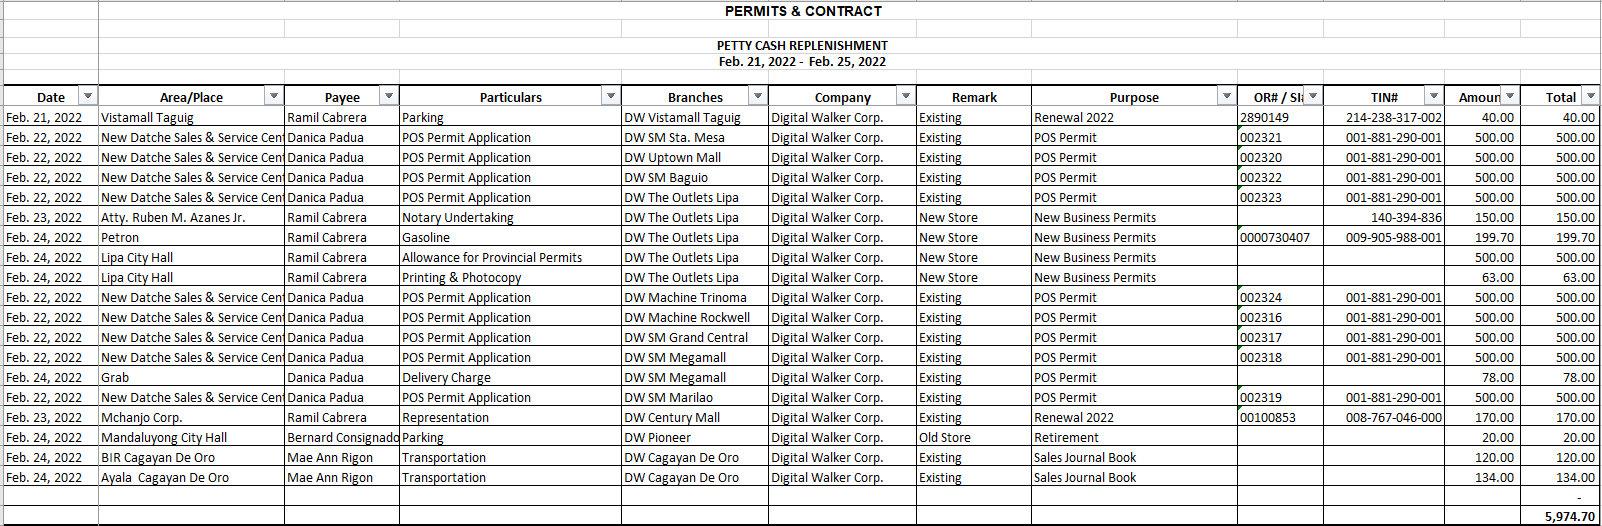 PERMITS & CONTRACT
PETTY CASH REPLENISHMENT
Feb. 21, 2022 - Feb. 25, 2022
Date Area/Place Payee Particulars Branches Company Remark Purpose OR# / SI# TIN# Amoun Total
Feb. 21, 2022 Vistamall Taguig Ramil Cabrera Parking DW Vistamall Taguig Digital Walker Corp. Existing Renewal 2022 2890149 214-238-317-002 40.00 40.00
Feb. 22, 2022 New Datche Sales & Service Cent Danica Padua POS Permit Application DW SM Sta. Mesa Digital Walker Corp. Existing POS Permit 002321 001-881-290-001 500.00 500.00
Feb. 22, 2022 New Datche Sales & Service Cent Danica Padua POS Permit Application DW Uptown Mall Digital Walker Corp. Existing POS Permit 002320 001-881-290-001 500.00 500.00
Feb. 22, 2022 New Datche Sales & Service Cent Danica Padua POS Permit Application DW SM Baguio Digital Walker Corp. Existing POS Permit 002322 001-881-290-001 500.00 500.00
Feb. 22, 2022 New Datche Sales & Service Cent Danica Padua POS Permit Application DW The Outlets Lipa Digital Walker Corp. Existing POS Permit 002323 001-881-290-001 500.00 500.00
Feb. 23, 2022 Atty. Ruben M. Azanes Jr. Ramil Cabrera Notary Undertaking DW The Outlets Lipa Digital Walker Corp. New Store New Business Permits 140-394-836 150.00 150.00
Feb. 24, 2022 Petron Ramil Cabrera Gasoline DW The Outlets Lipa Digital Walker Corp. New Store New Business Permits 0000730407 009-905-988-001 199.70 199.70
Feb. 24, 2022 Lipa City Hall Ramil Cabrera Allowance for Provincial Permits DW The Outlets Lipa Digital Walker Corp. New Store New Business Permits 500.00 500.00
Feb. 24, 2022 Lipa City Hall Ramil Cabrera Printing & Photocopy DW The Outlets Lipa Digital Walker Corp. New Store New Business Permits 63.00 63.00
Feb. 22, 2022 New Datche Sales & Service Cent Danica Padua POS Permit Application DW Machine Trinoma Digital Walker Corp. Existing POS Permit 002324 001-881-290-001 500.00 500.00
Feb. 22, 2022 New Datche Sales & Service Cent Danica Padua POS Permit Application DW Machine Rockwell Digital Walker Corp. Existing POS Permit 002316 001-881-290-001 500.00 500.00
Feb. 22, 2022 New Datche Sales & Service Cent Danica Padua POS Permit Application DW SM Grand Central Digital Walker Corp. Existing POS Permit 002317 001-881-290-001 500.00 500.00
Feb. 22, 2022 New Datche Sales & Service Cent Danica Padua POS Permit Application DW SM Megamall Digital Walker Corp. Existing POS Permit 002318 001-881-290-001 500.00 500.00
Feb. 24, 2022 Grab Danica Padua Delivery Charge DW SM Megamall Digital Walker Corp. Existing POS Permit 78.00 78.00
Feb. 22, 2022 New Datche Sales & Service Cent Danica Padua POS Permit Application DW SM Marilao Digital Walker Corp. Existing POS Permit 002319 001-881-290-001 500.00 500.00
Feb. 23, 2022 Mchanjo Corp. Ramil Cabrera Representation DW Century Mall Digital Walker Corp. Existing Renewal 2022 00100853 008-767-046-000 170.00 170.00
Feb. 24, 2022 Mandaluyong City Hall Bernard Consignado Parking DW Pioneer Digital Walker Corp. Old Store Retirement 20.00 20.00
Feb. 24, 2022 BIR Cagayan De Oro Mae Ann Rigon Transportation DW Cagayan De Oro Digital Walker Corp. Existing Sales Journal Book 120.00 120.00
Feb. 24, 2022 Ayala Cagayan De Oro Mae Ann Rigon Transportation DW Cagayan De Oro Digital Walker Corp. Existing Sales Journal Book 134.00 134.00
-
5,974.70